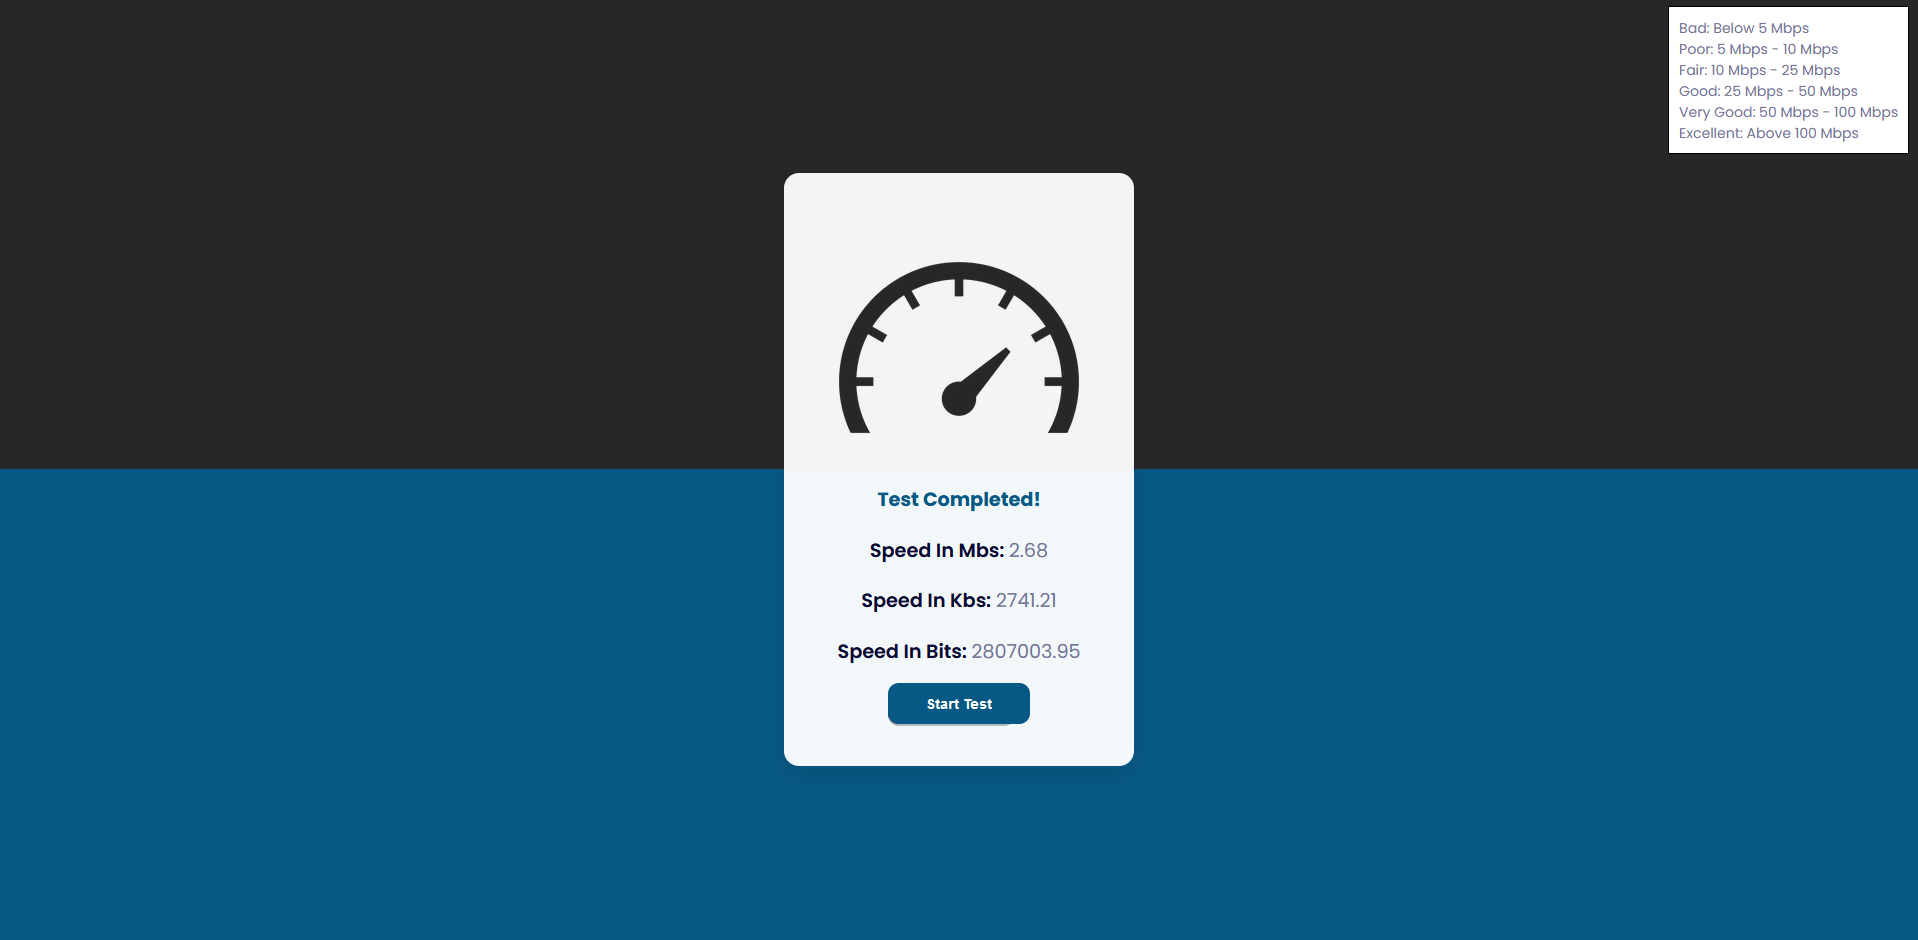 Bad: Below 5 Mbps
Poor: 5 Mbps - 10 Mbps
Fair: 10 Mbps - 25 Mbps
Good: 25 Mbps - 50 Mbps
Very Good: 50 Mbps - 100 Mbps
Excellent: Above 100 Mbps
Test Completed!
Speed In Mbs: 2.68
Speed In Kbs: 2741.21
Speed In Bits: 2807003.95
Start Test